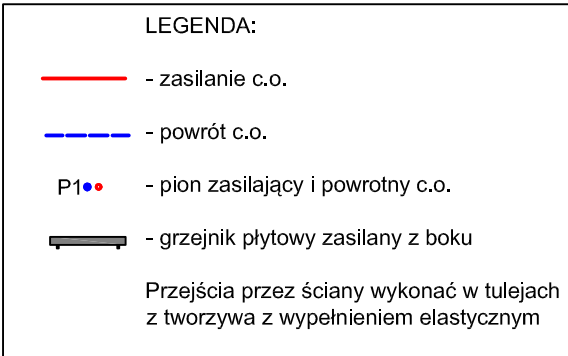 LEGENDA:
- zasilanie c.o.
- powrót c.o.
P1 - pion zasilający i powrotny c.o.
- grzejnik płytowy zasilany z boku
Przejścia przez ściany wykonać w tulejach
z tworzywa z wypełnieniem elastycznym